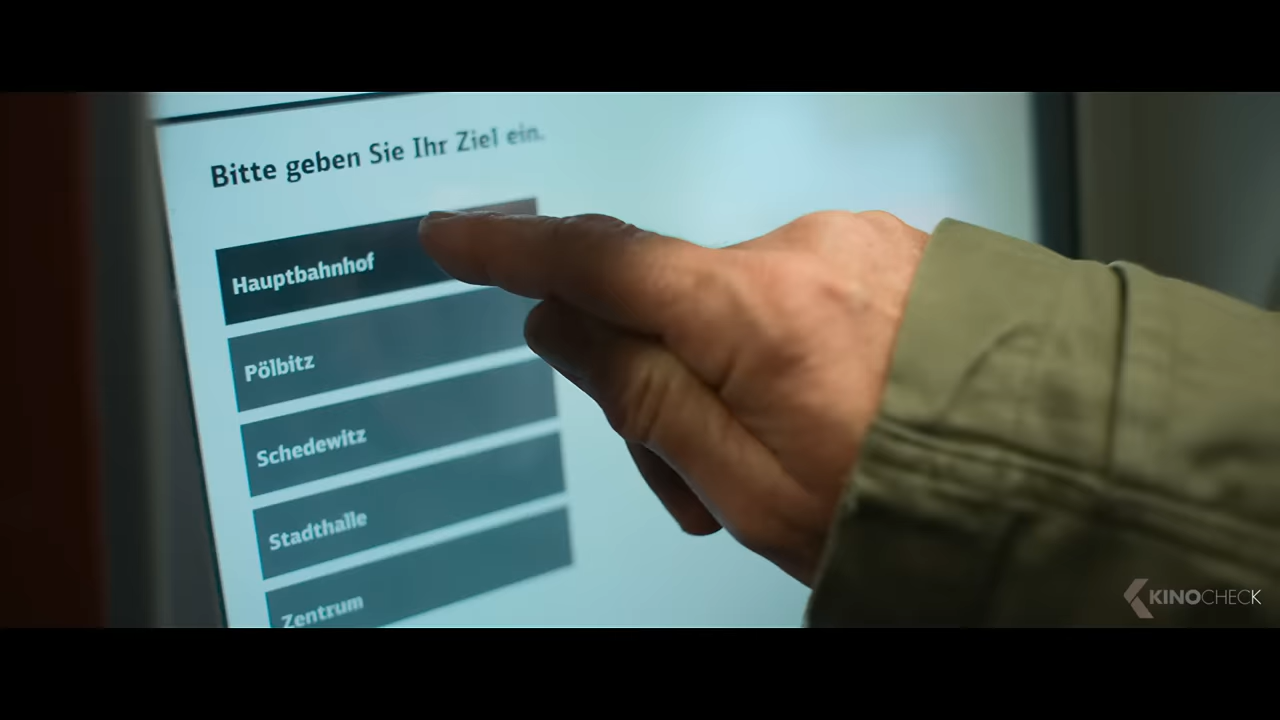 Bitte geben Sie Ihr Ziel ein.
Hauptbahnhof
Pölbitz
Schedewitz
Stadthalle
Zentrum
KINOCHECK